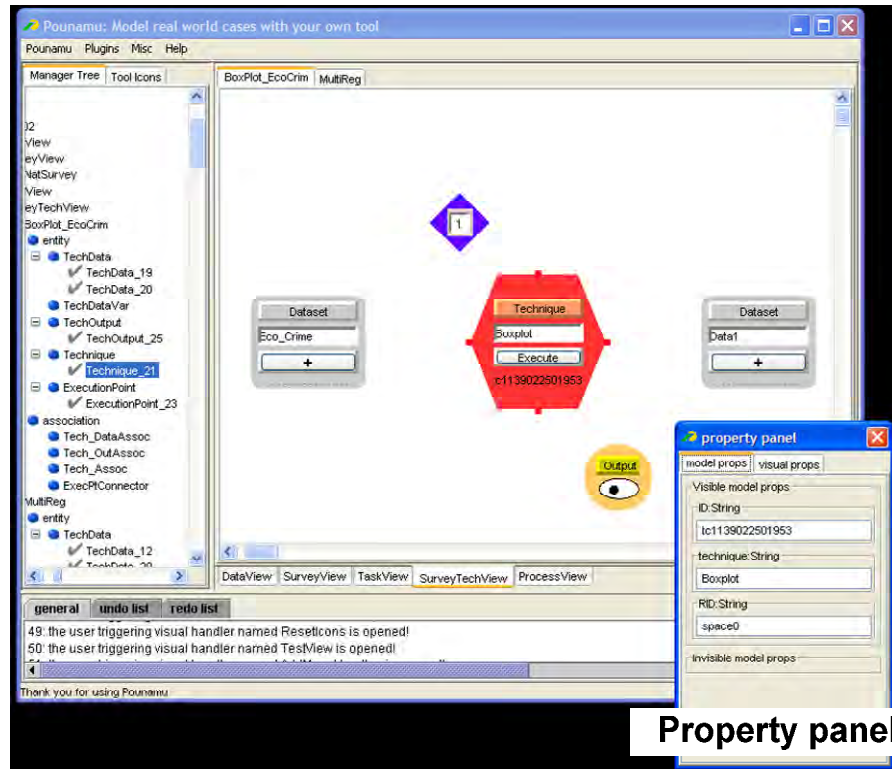 Pounamu: Model real world cases with your own tool
Pounamu Plugins Misc Help
Manager Tree Tool Icons
BoxPlot_EcoCrim MultiReg
)2
View
eyView
NatSurvey
View
eyTechView
BoxPlot_EcoCrim
entity
TechData
TechData_19
TechData_20
TechDataVar
TechOutput
TechOutput_25
Technique
Technique_21
ExecutionPoint
ExecutionPoint_23
association
Tech_DataAssoc
Tech_OutAssoc
Tech_Assoc
ExecPtConnector
MultiReg
entity
TechData
TechData_12
1
Dataset
Eco_Crime
+
Technique
Boxplot
Execute
tc1139022501953
Dataset
Data1
+
Output
DataView SurveyView TaskView SurveyTechView ProcessView
property panel
model props visual props
Visible model props
ID:String
tc1139022501953
technique:String
Boxplot
RID:String
space0
Invisible model props
general undo list redo list
49: the user triggering visual handler named ResetIcons is opened!
50: the user triggering visual handler named TestView is opened!
Thank you for using Pounamu
Property panel